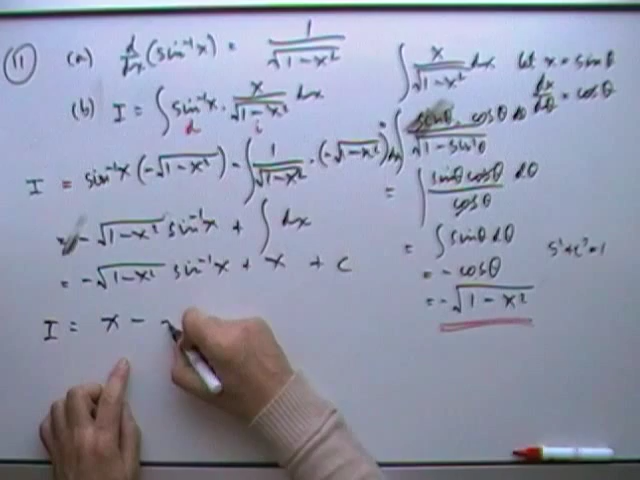 (11) (a) d/dx (sin⁻¹x) = 1/√(1-x²)
(b) I = ∫ sin⁻¹x . x/√(1-x²) dx
d i
I = sin⁻¹x (-√(1-x²)) - ∫ 1/√(1-x²) . (-√(1-x²)) dx
- √(1-x²) sin⁻¹x + ∫ dx
= -√(1-x²) sin⁻¹x + x + c
I = x -
∫ x/√(1-x²) dx let x = sinθ
dx/dθ = cosθ
= ∫ sinθ . cosθ dθ/√(1-sin²θ)
= ∫ sinθ cosθ/cosθ dθ
= ∫ sinθ dθ s²+c²=1
= -cosθ
= -√(1-x²)